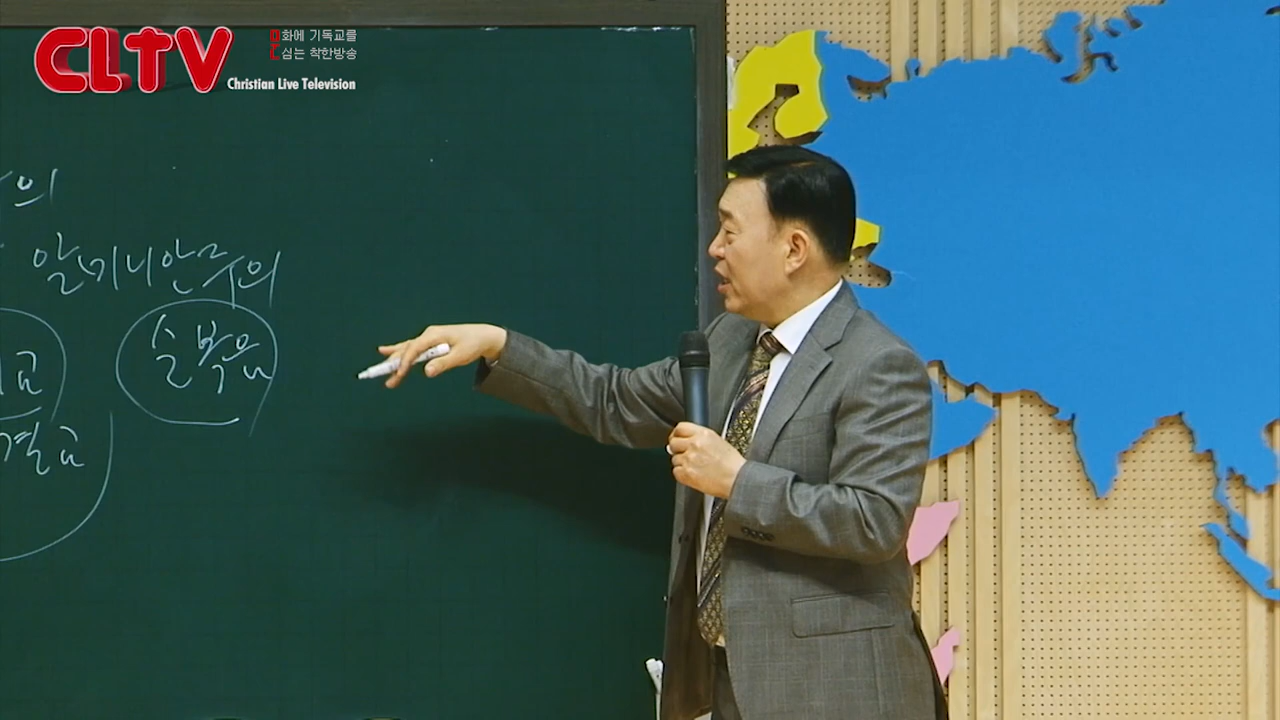 CLTV
문화에 기독교를
심는 착한방송
Christian Live Television
의
알미니안주의
순복음
교
결교